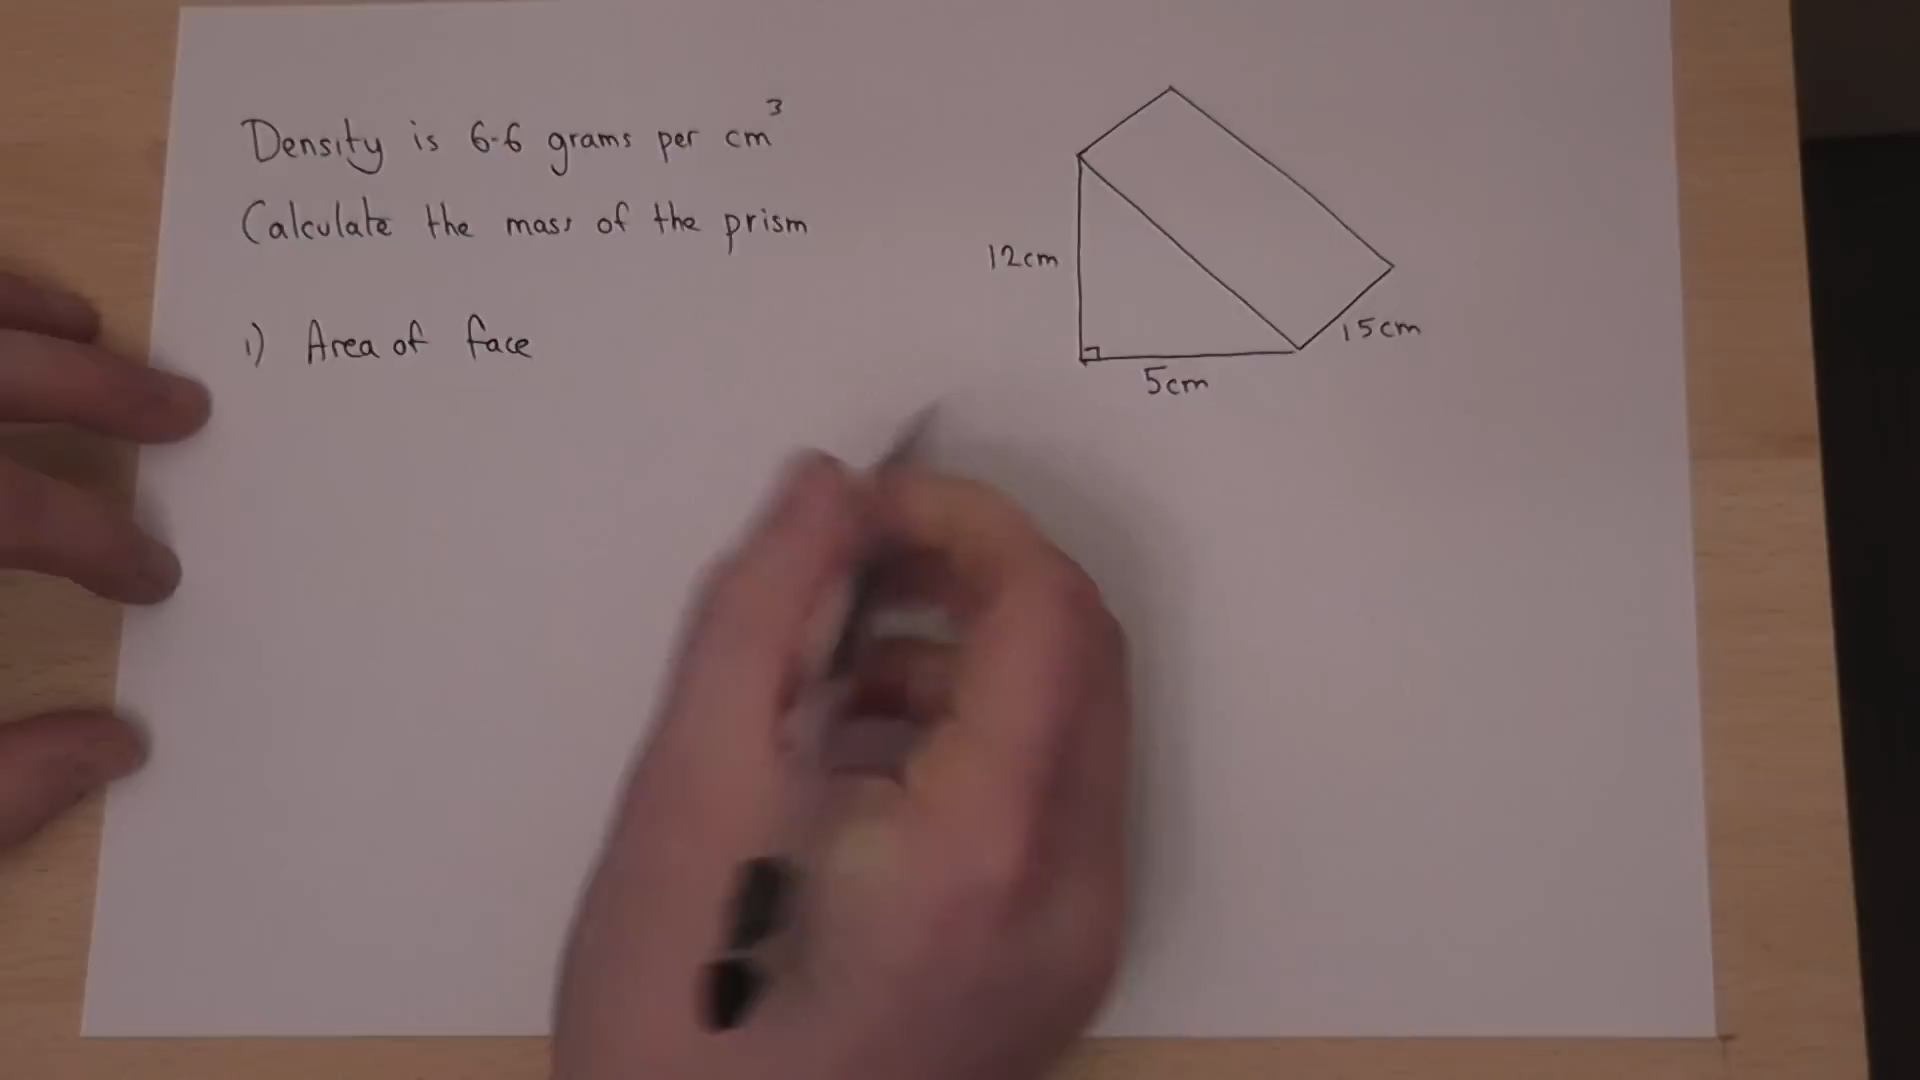 Density is 6.6 grams per cm³
Calculate the mass of the prism
12cm
15cm
1) Area of face
5cm